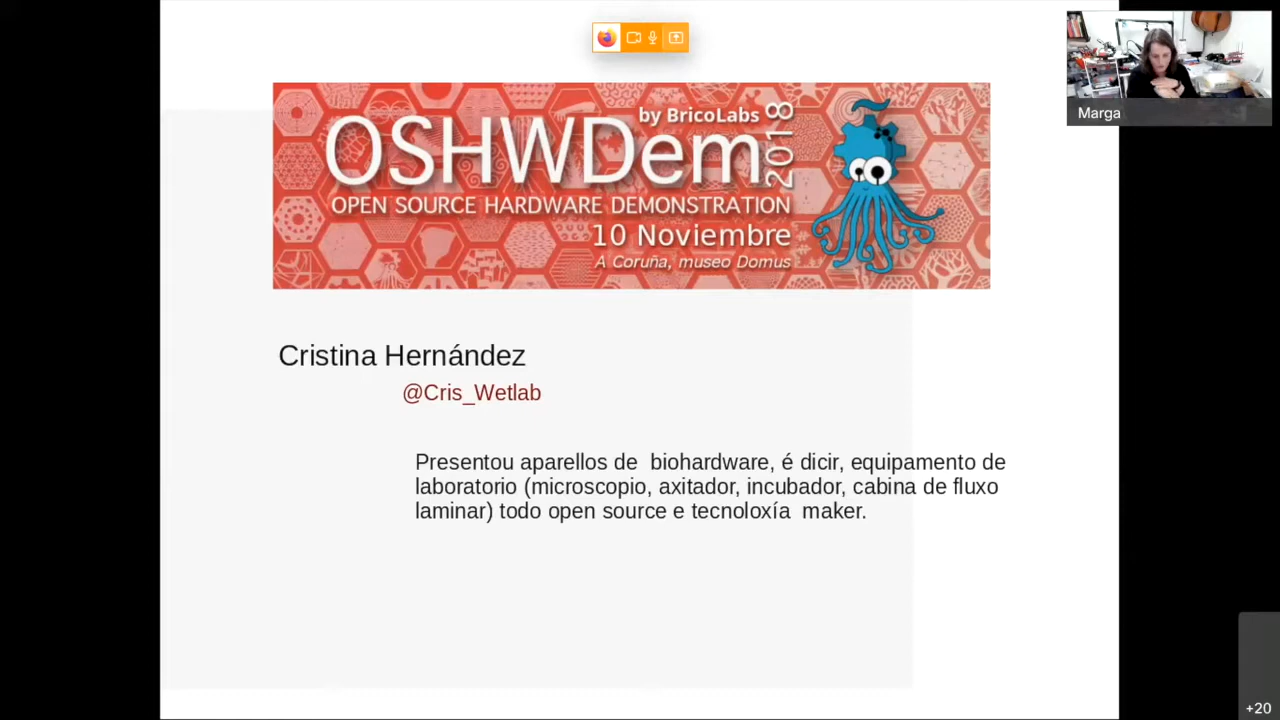 by BricoLabs
OSHWDem
2018
OPEN SOURCE HARDWARE DEMONSTRATION
10 Noviembre
A Coruña, museo Domus
Marga
Cristina Hernández
@Cris_Wetlab
Presentou aparellos de  biohardware, é dicir, equipamento de
laboratorio (microscopio, axitador, incubador, cabina de fluxo
laminar) todo open source e tecnoloxía  maker.
+20